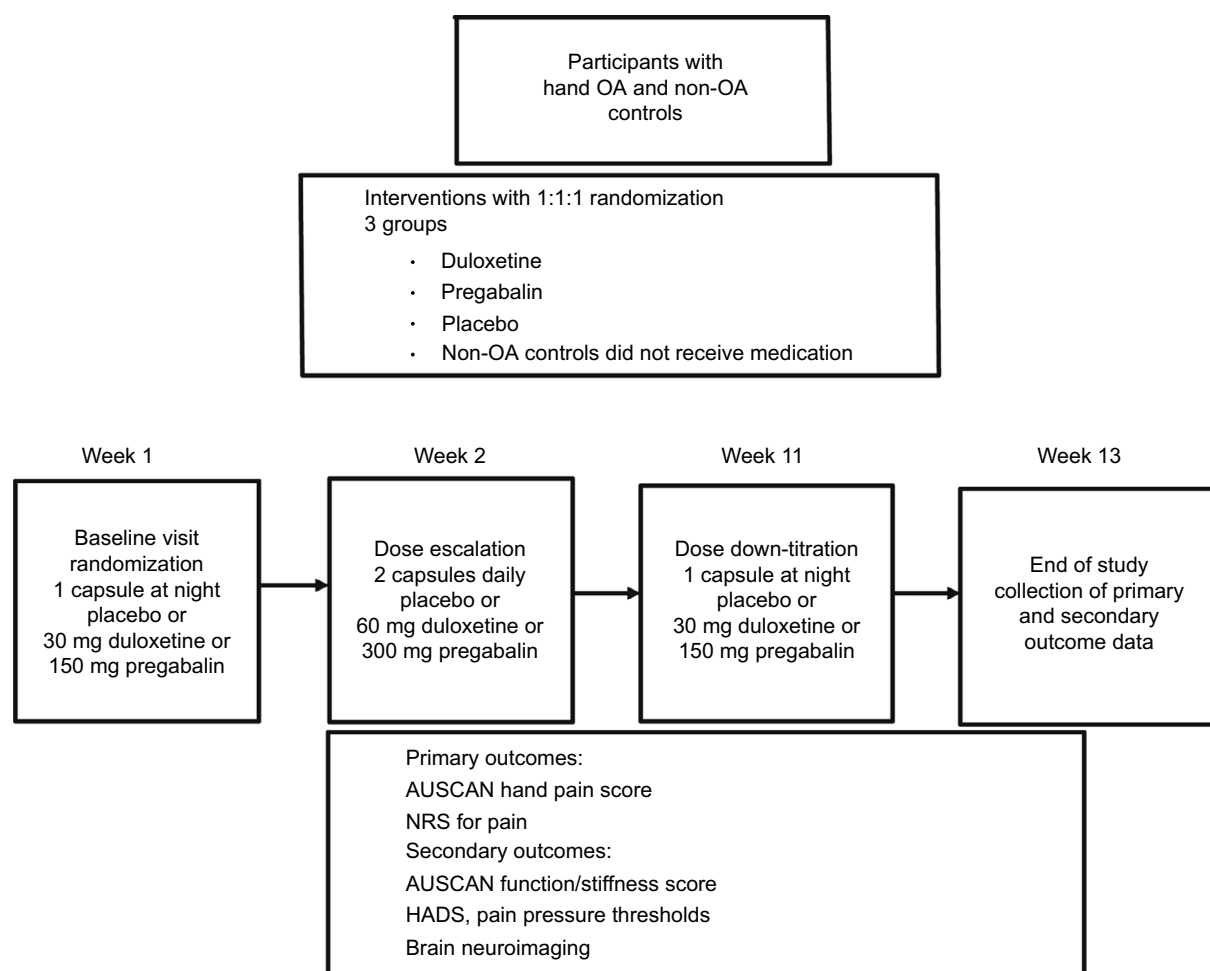 Participants with
hand OA and non-OA
controls
Interventions with 1:1:1 randomization
3 groups
· Duloxetine
· Pregabalin
· Placebo
· Non-OA controls did not receive medication
Week 1
Week 2
Week 11
Week 13
Baseline visit
randomization
1 capsule at night
placebo or
30 mg duloxetine or
150 mg pregabalin
Dose escalation
2 capsules daily
placebo or
60 mg duloxetine or
300 mg pregabalin
Dose down-titration
1 capsule at night
placebo or
30 mg duloxetine or
150 mg pregabalin
End of study
collection of primary
and secondary
outcome data
Primary outcomes:
AUSCAN hand pain score
NRS for pain
Secondary outcomes:
AUSCAN function/stiffness score
HADS, pain pressure thresholds
Brain neuroimaging